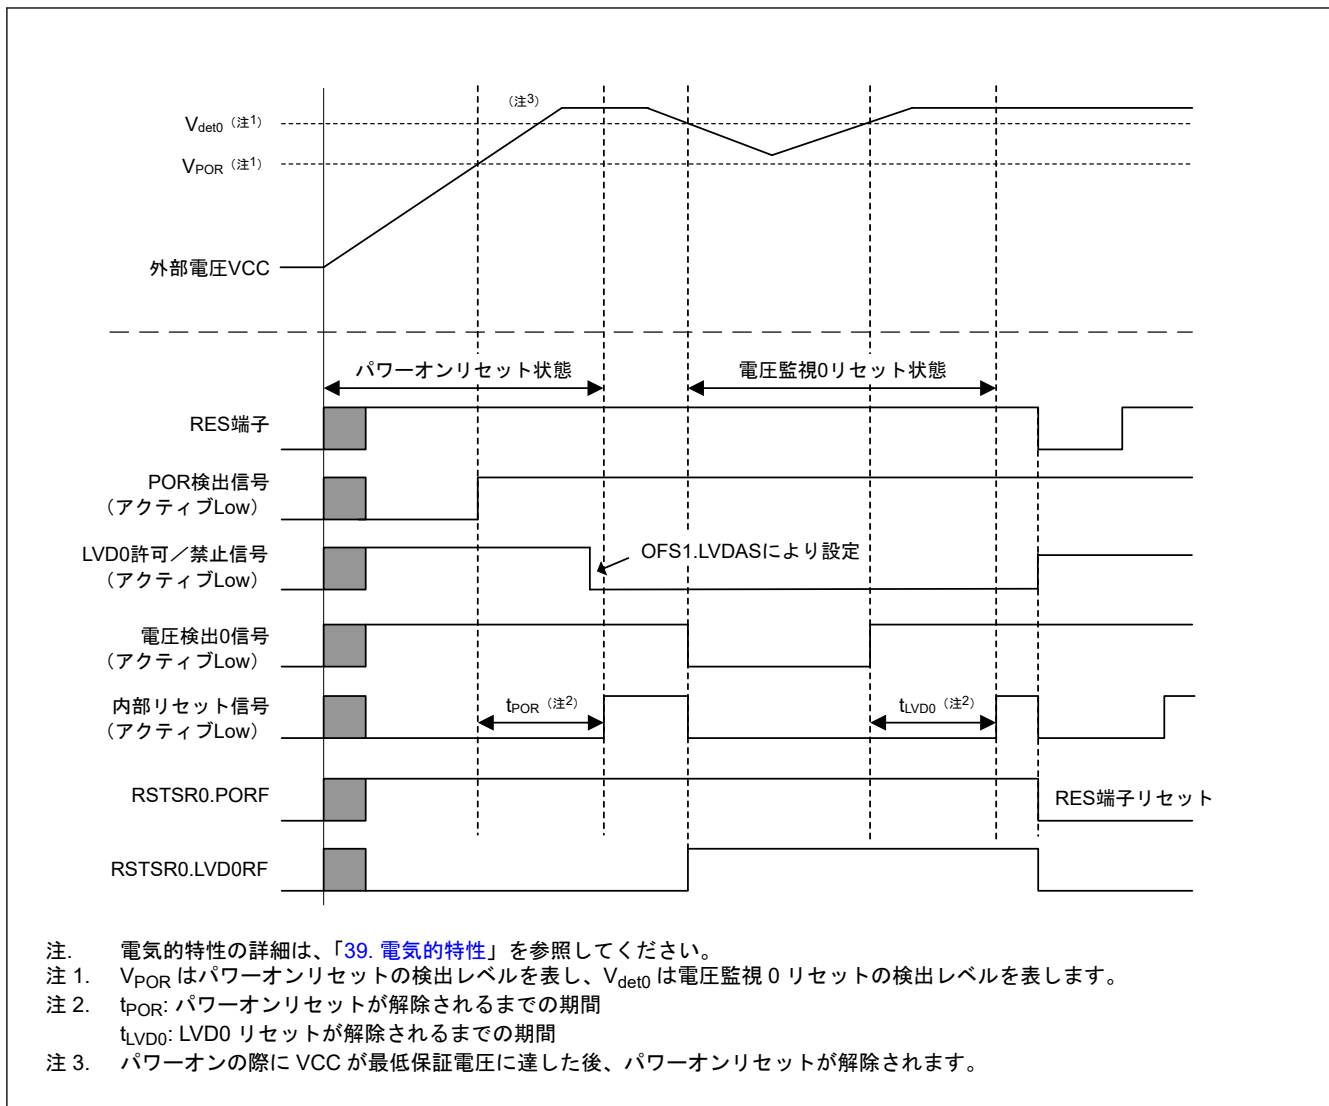 （注3）
Vdet0（注1）
VPOR（注1）
外部電圧VCC
パワーオンリセット状態
電圧監視0リセット状態
RES端子
POR検出信号
（アクティブLow）
LVD0許可／禁止信号
（アクティブLow）
OFS1.LVDASにより設定
電圧検出0信号
（アクティブLow）
内部リセット信号
（アクティブLow）
tPOR（注2）
tLVD0（注2）
RSTSR0.PORF
RES端子リセット
RSTSR0.LVD0RF
注. 電気的特性の詳細は、「39. 電気的特性」を参照してください。
注 1. VPOR はパワーオンリセットの検出レベルを表し、Vdet0 は電圧監視 0 リセットの検出レベルを表します。
注 2. tPOR: パワーオンリセットが解除されるまでの期間
tLVD0: LVD0 リセットが解除されるまでの期間
注 3. パワーオンの際に VCC が最低保証電圧に達した後、パワーオンリセットが解除されます。